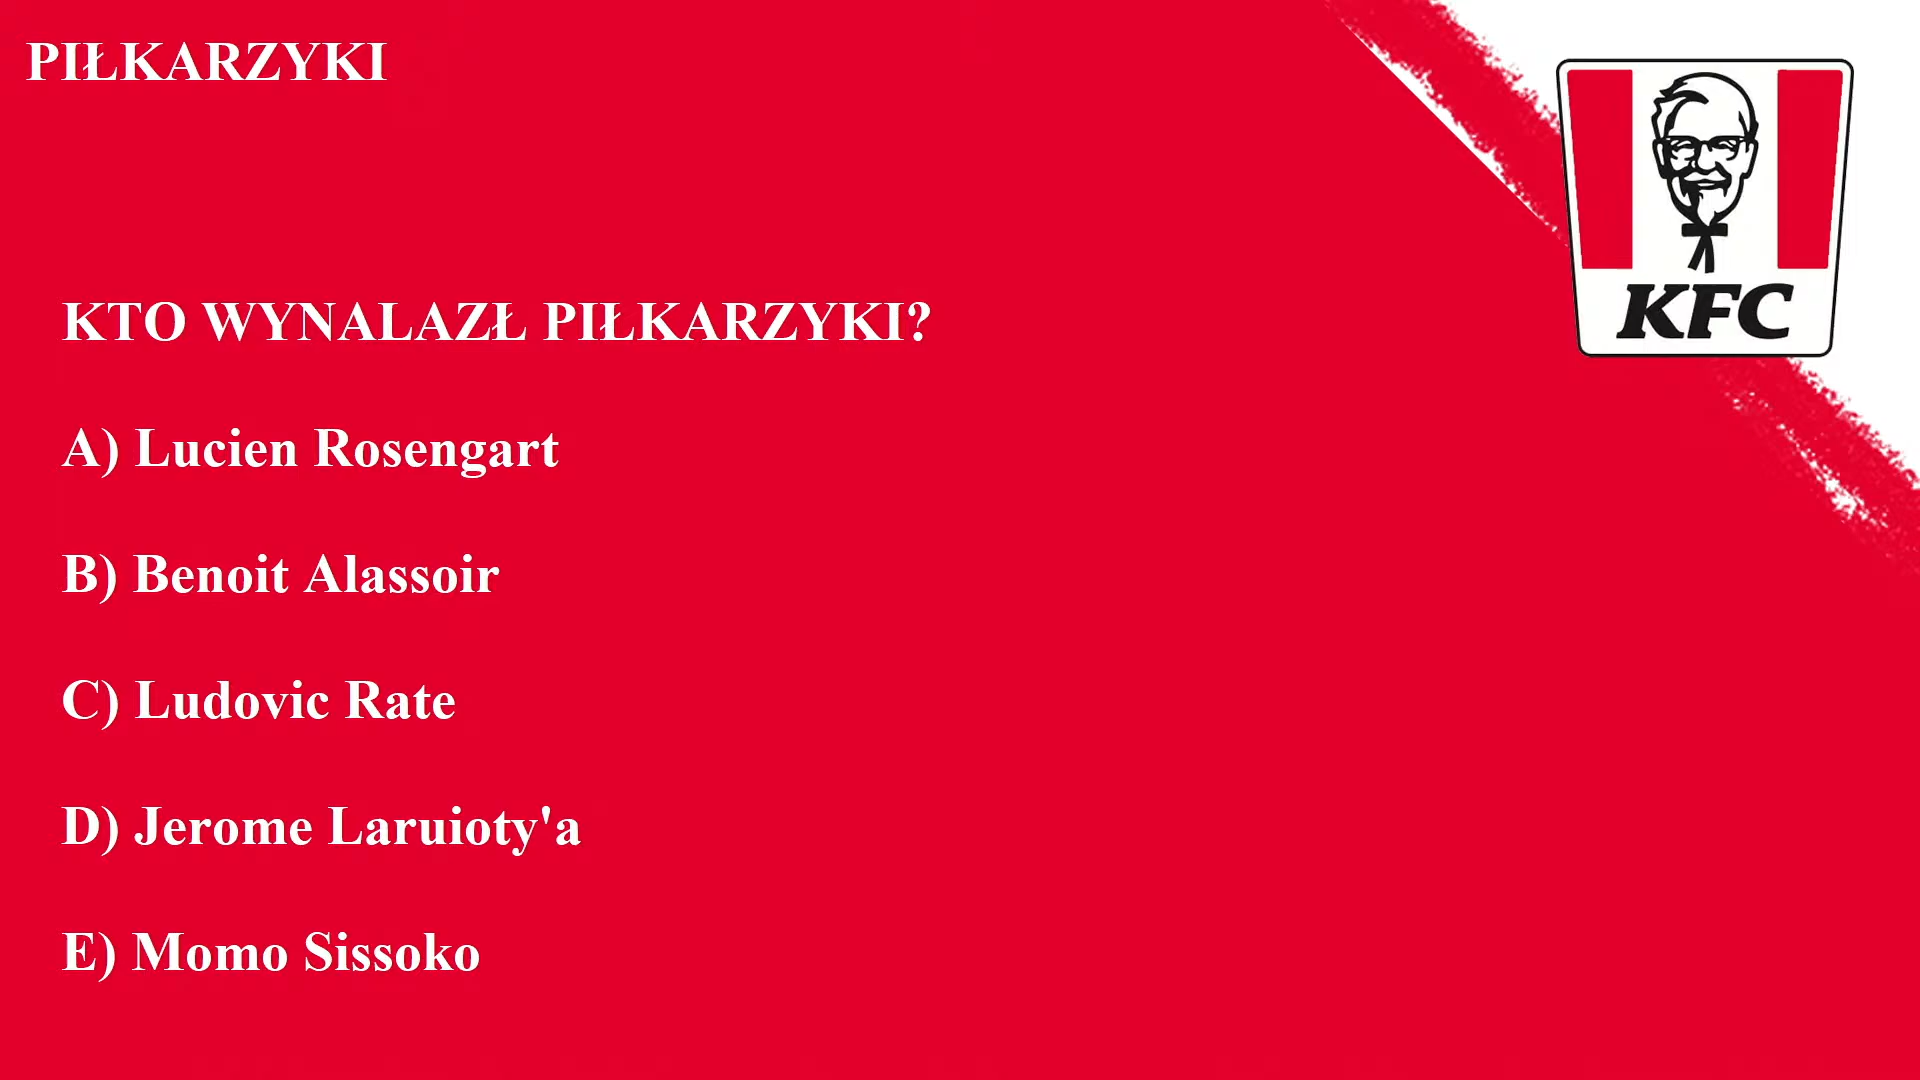 PIŁKARZYKI
KFC
KTO WYNALAZŁ PIŁKARZYKI?
A) Lucien Rosengart
B) Benoit Alassoir
C) Ludovic Rate
D) Jerome Laruioty'a
E) Momo Sissoko